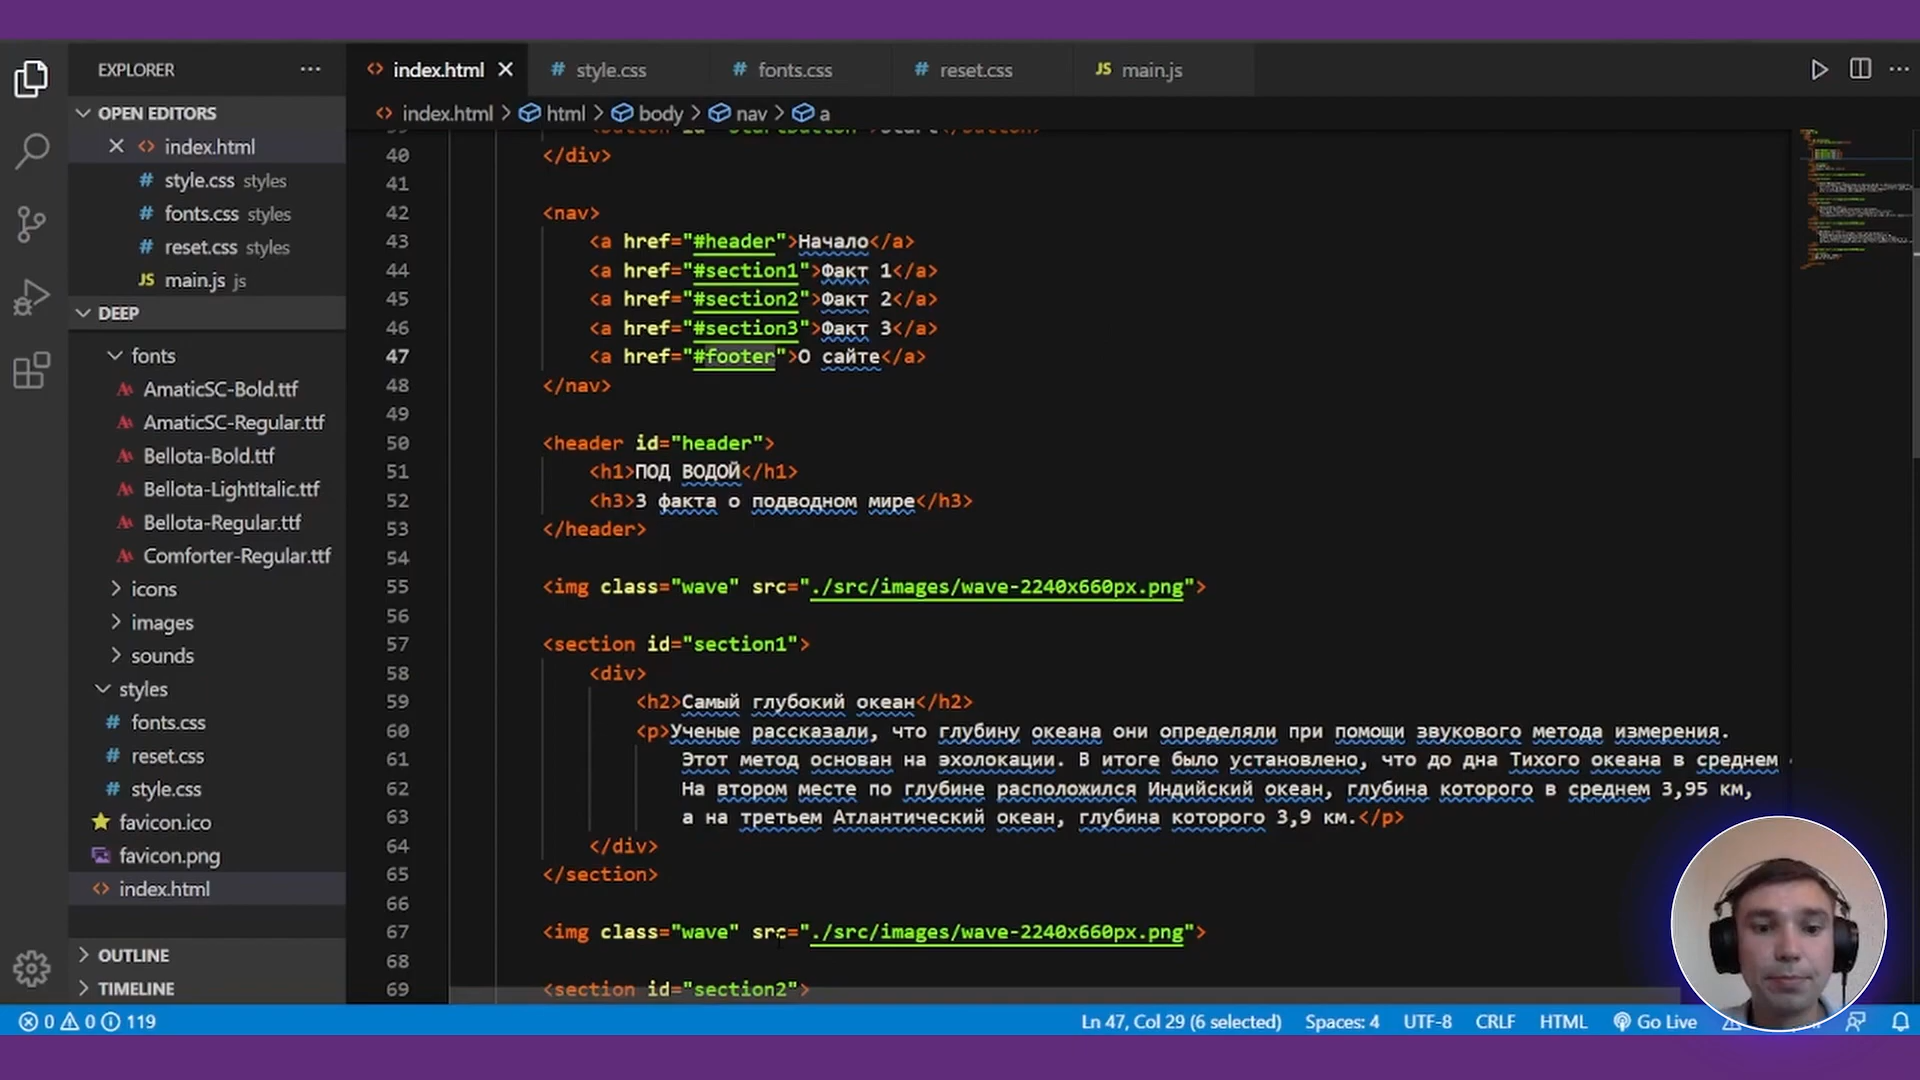 EXPLORER
index.html
style.css
fonts.css
reset.css
JS main.js
OPEN EDITORS
index.html > html > body > nav > a
index.html
style.css styles
fonts.css styles
reset.css styles
JS main.js js
DEEP
fonts
AmaticSC-Bold.ttf
AmaticSC-Regular.ttf
Bellota-Bold.ttf
Bellota-LightItalic.ttf
Bellota-Regular.ttf
Comforter-Regular.ttf
icons
images
sounds
styles
fonts.css
reset.css
style.css
favicon.ico
favicon.png
index.html
OUTLINE
TIMELINE
40 </div>
41
42 <nav>
43 <a href="#header">Начало</a>
44 <a href="#section1">Факт 1</a>
45 <a href="#section2">Факт 2</a>
46 <a href="#section3">Факт 3</a>
47 <a href="#footer">О сайте</a>
48 </nav>
49
50 <header id="header">
51 <h1>ПОД ВОДОЙ</h1>
52 <h3>3 факта о подводном мире</h3>
53 </header>
54
55 <img class="wave" src="./src/images/wave-2240x660px.png">
56
57 <section id="section1">
58 <div>
59 <h2>Самый глубокий океан</h2>
60 <p>Ученые рассказали, что глубину океана они определяли при помощи звукового метода измерения.
61 Этот метод основан на эхолокации. В итоге было установлено, что до дна Тихого океана в среднем
62 На втором месте по глубине расположился Индийский океан, глубина которого в среднем 3,95 км,
63 а на третьем Атлантический океан, глубина которого 3,9 км.</p>
64 </div>
65 </section>
66
67 <img class="wave" src="./src/images/wave-2240x660px.png">
68
69 <section id="section2">
0 0 119
Ln 47, Col 29 (6 selected) Spaces: 4 UTF-8 CRLF HTML Go Live